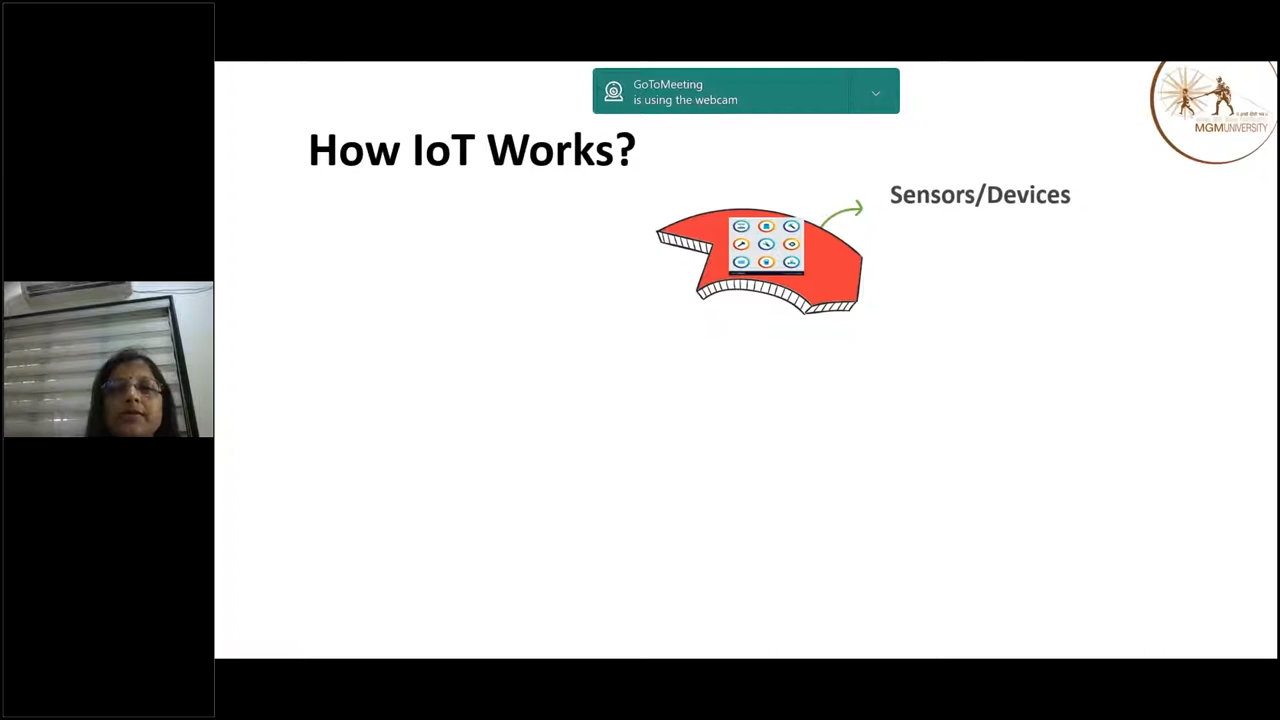 GoToMeeting
is using the webcam
How IoT Works?
Sensors/Devices
MGMUNIVERSITY